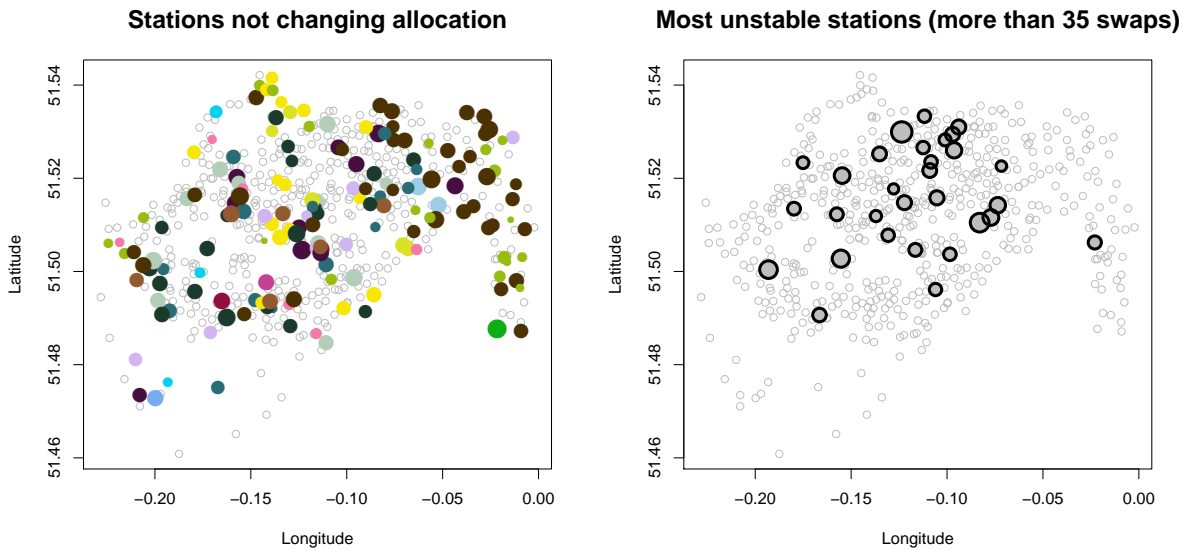 Stations not changing allocation
51.54
51.52
51.50
51.48
51.46
Latitude
−0.20 −0.15 −0.10 −0.05 0.00
Longitude
Most unstable stations (more than 35 swaps)
51.54
51.52
51.50
51.48
51.46
Latitude
−0.20 −0.15 −0.10 −0.05 0.00
Longitude